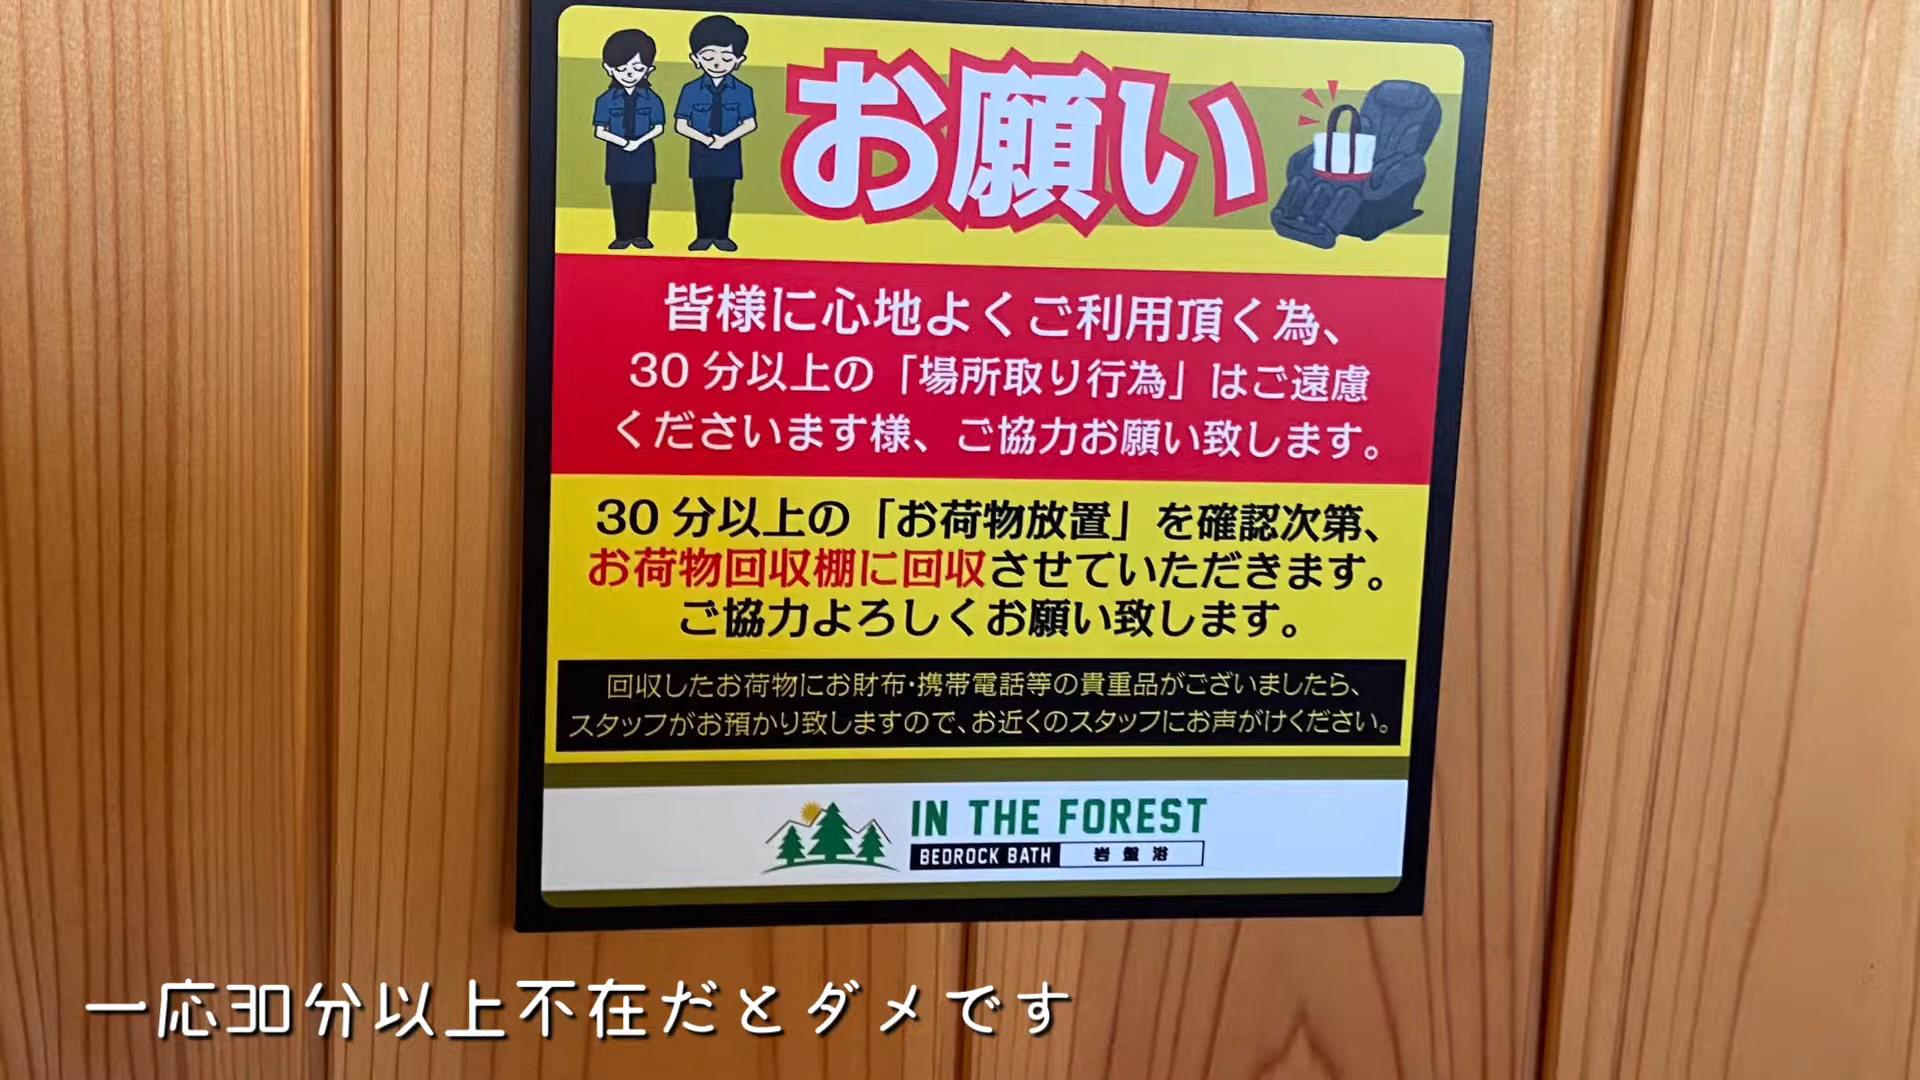 お願い
皆様に心地よくご利用頂く為、
30分以上の「場所取り行為」はご遠慮
くださいます様、ご協力お願い致します。
30分以上の「お荷物放置」を確認次第、
お荷物回収棚に回収させていただきます。
ご協力よろしくお願い致します。
回収したお荷物にお財布・携帯電話等の貴重品がございましたら、
スタッフがお預かり致しますので、お近くのスタッフにお声がけください。
IN THE FOREST
BEDROCK BATH 岩盤浴
一応30分以上不在だとダメです